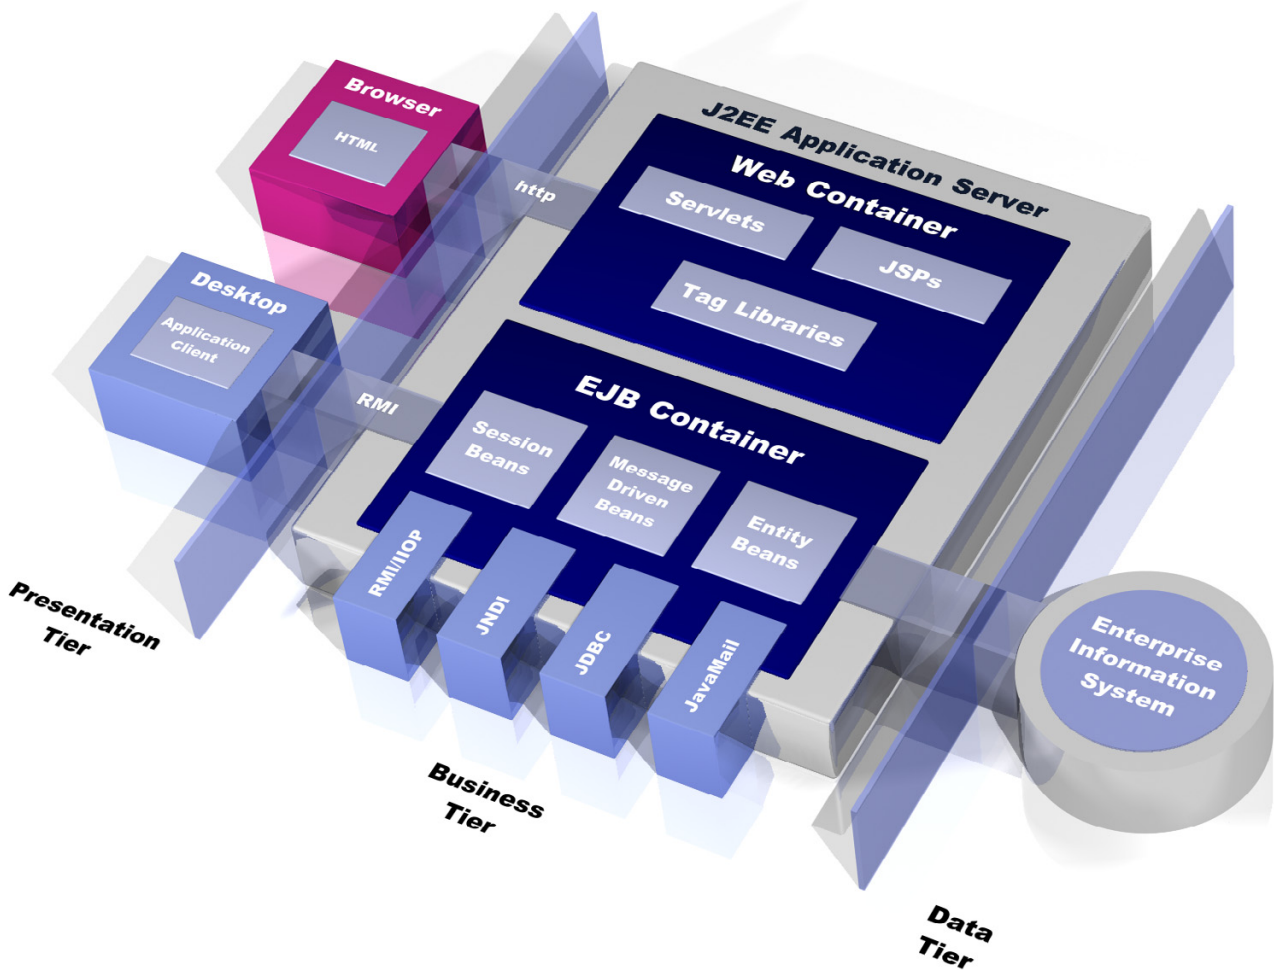 Browser
HTML
http
Desktop
Application
Client
RMI
J2EE Application Server
Web Container
Servlets
JSPs
Tag Libraries
EJB Container
Session
Beans
Message
Driven
Beans
Entity
Beans
RMI/IIOP
JNDI
JDBC
JavaMail
Enterprise
Information
System
Presentation
Tier
Business
Tier
Data
Tier